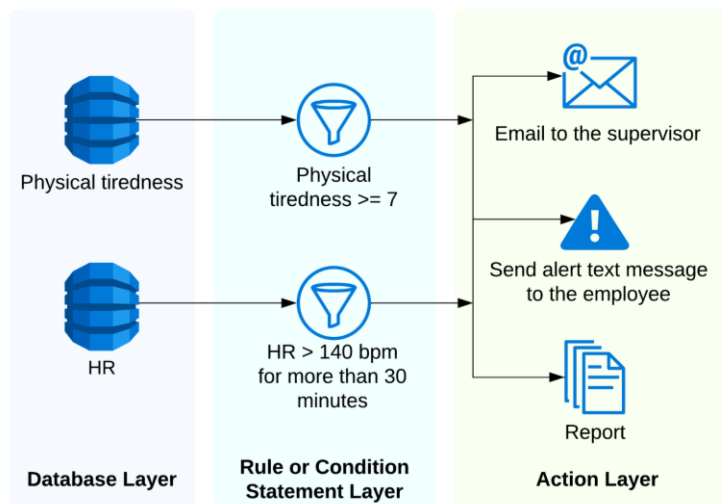 @
Email to the supervisor
Physical tiredness
Physical
tiredness >= 7
!
Send alert text message
to the employee
HR
HR > 140 bpm
for more than 30
minutes
Report
Database Layer
Rule or Condition
Statement Layer
Action Layer